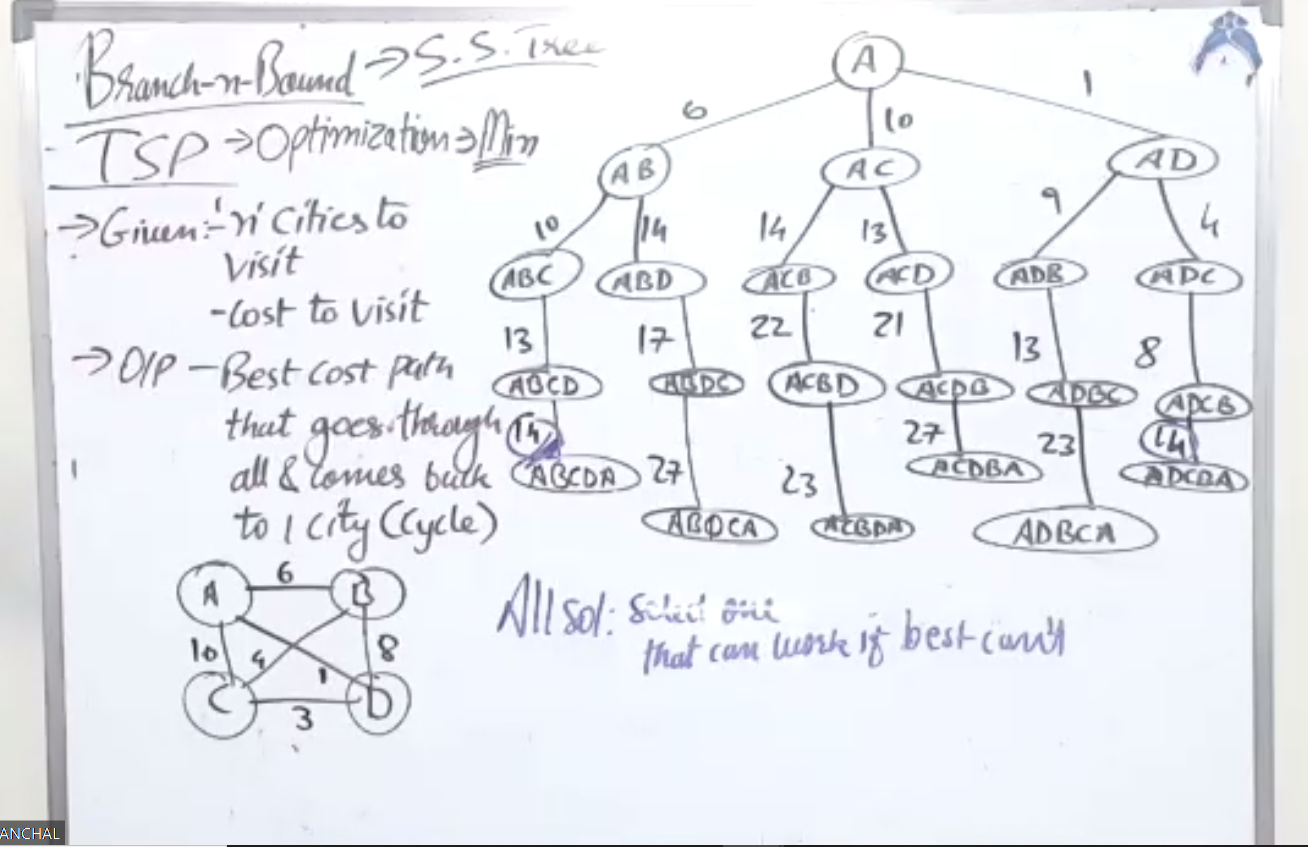 Branch-n-Bound → S.S. Tree
TSP → Optimization ⇒ Min
→ Given :- 'n' Cities to
visit
- Cost to visit
→ O/P – Best cost path
that goes through
all & comes back
to 1 city (Cycle)
A 6 B
10 4 1 8
C 3 D
A
6 10 1
AB AC AD
10 14 14 13 9 4
ABC ABD ACB ACD ADB ADC
13 17 22 21 13 8
ABCD ABDC ACBD ACDB ADBC ADCB
14 27 23 27 23 14
ABCDA ABDCA ACBDA ACDBA ADBCA ADCBA
All sol: Select one
that can work if best can't
ANCHAL